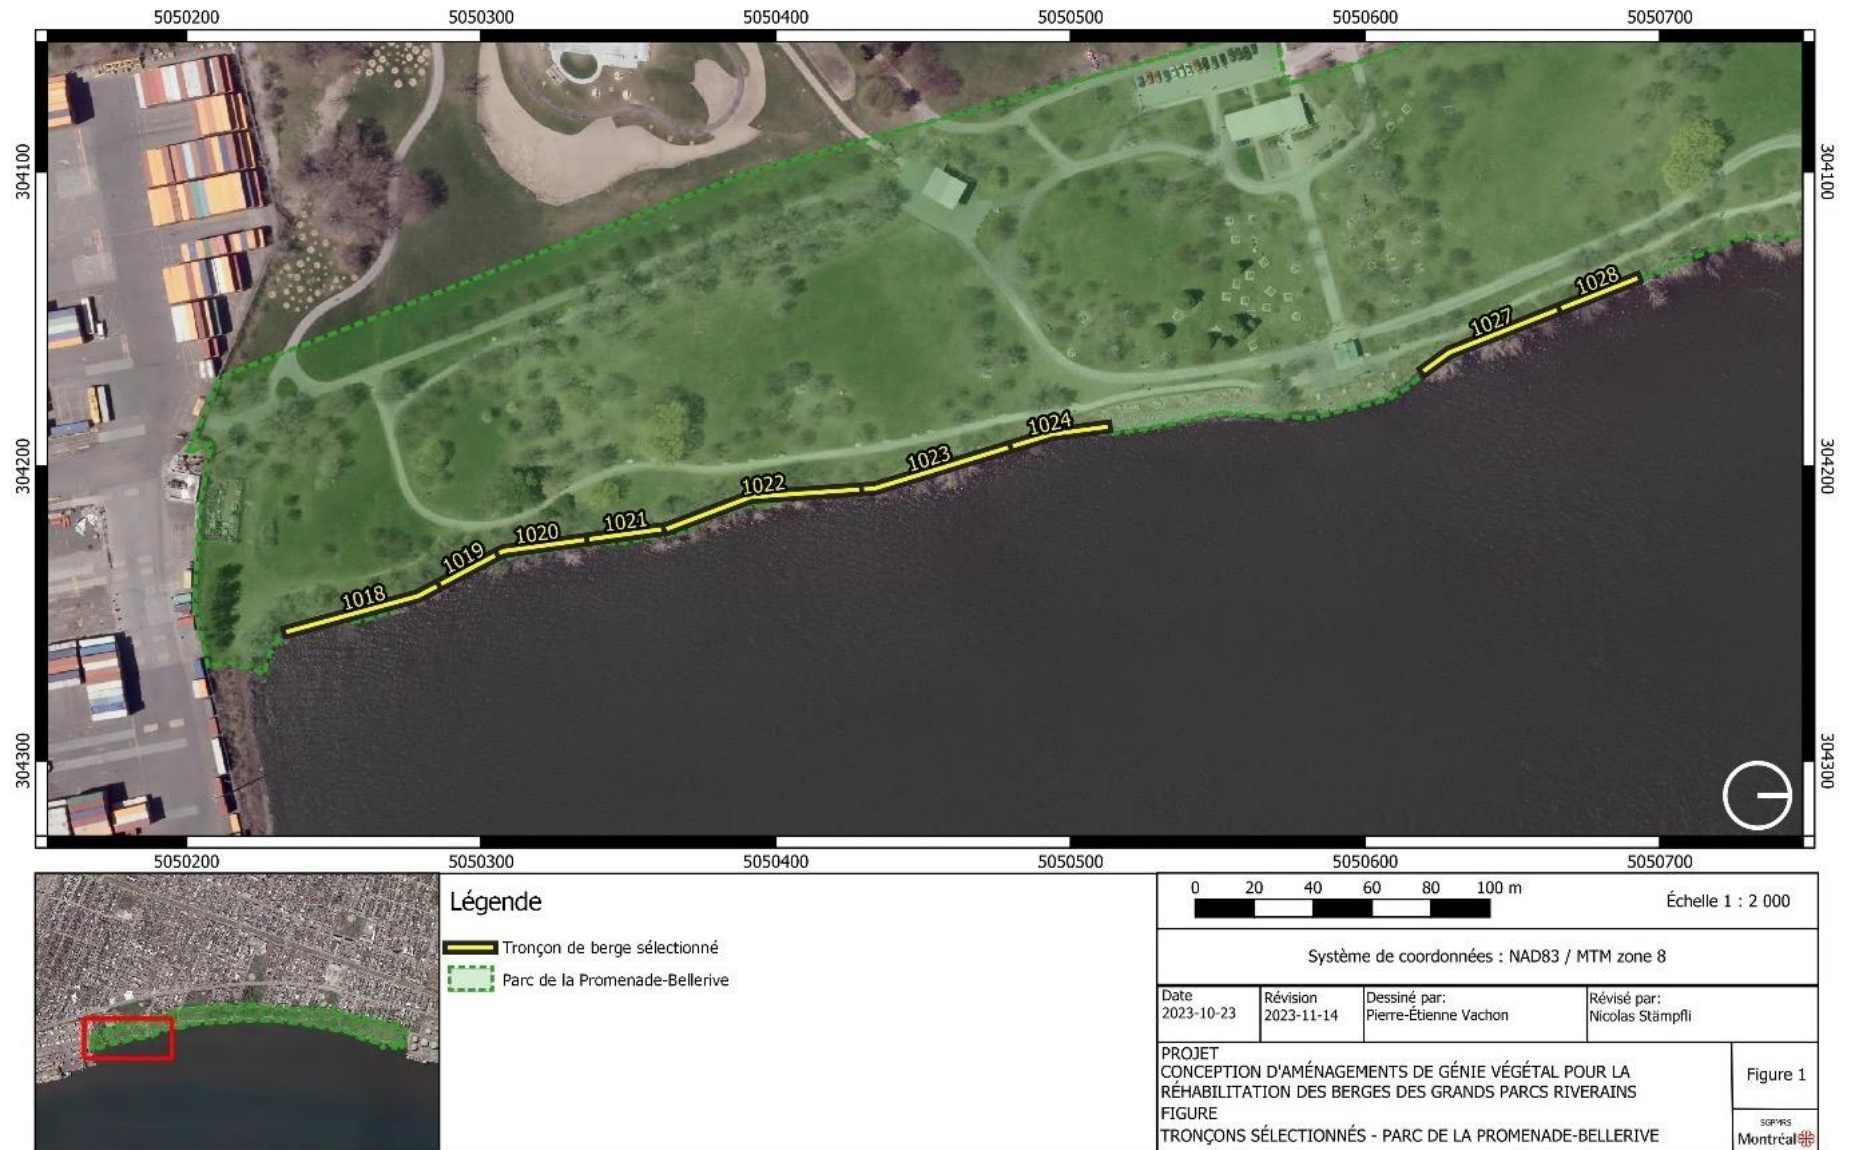 5050200 5050300 5050400 5050500 5050600 5050700
304100 304100
304200 304200
304300 304300
1018
1019
1020
1021
1022
1023
1024
1027
1028
5050200 5050300 5050400 5050500 5050600 5050700
Légende
Tronçon de berge sélectionné
Parc de la Promenade-Bellerive
0 20 40 60 80 100 m
Échelle 1 : 2 000
Système de coordonnées : NAD83 / MTM zone 8
Date
2023-10-23
Révision
2023-11-14
Dessiné par:
Pierre-Étienne Vachon
Révisé par:
Nicolas Stämpfli
PROJET
CONCEPTION D'AMÉNAGEMENTS DE GÉNIE VÉGÉTAL POUR LA
RÉHABILITATION DES BERGES DES GRANDS PARCS RIVERAINS
FIGURE
TRONÇONS SÉLECTIONNÉS - PARC DE LA PROMENADE-BELLERIVE
Figure 1
SGPMRS
Montréal